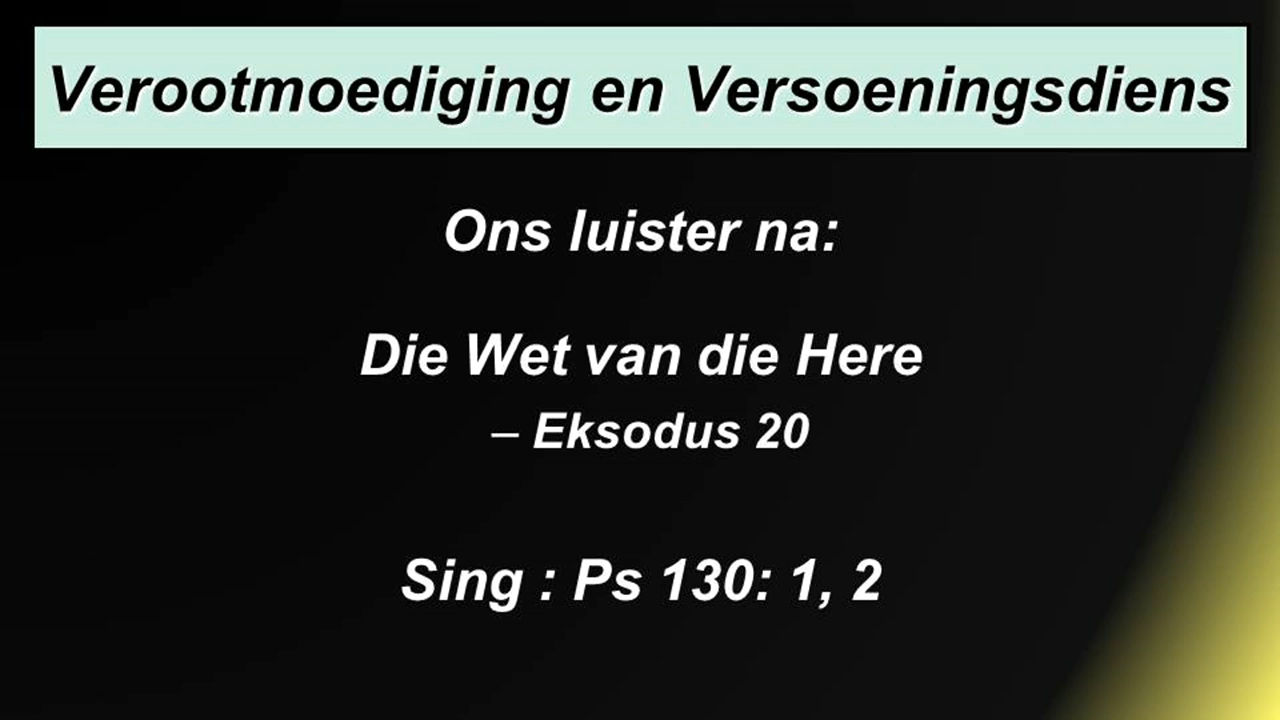 Verootmoediging en Versoeningsdiens
Ons luister na:
Die Wet van die Here
– Eksodus 20
Sing : Ps 130: 1, 2